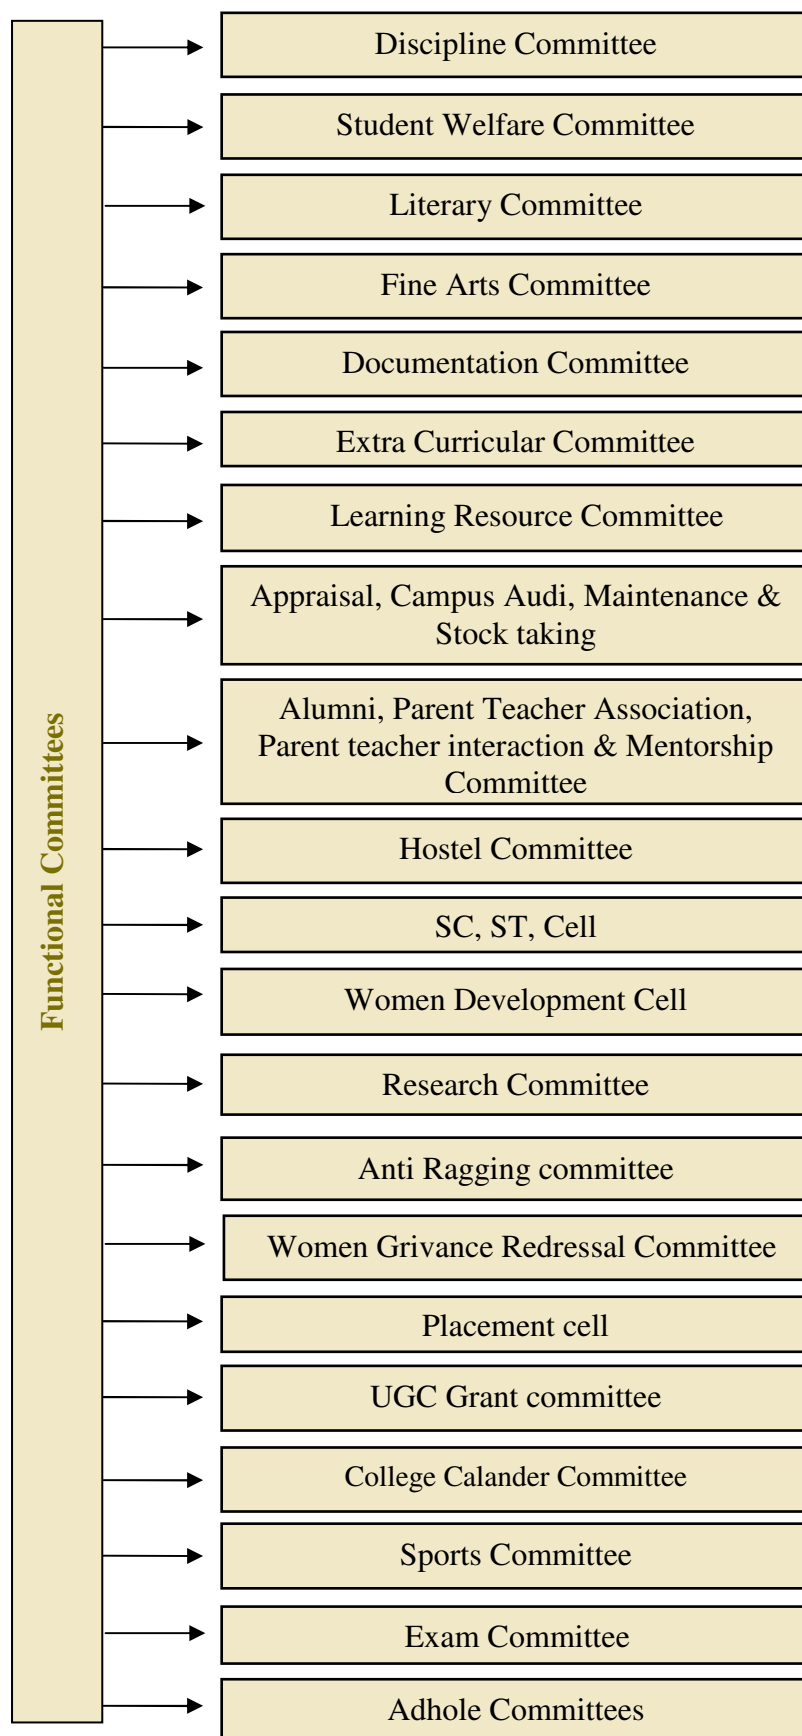 Functional Committees
Discipline Committee
Student Welfare Committee
Literary Committee
Fine Arts Committee
Documentation Committee
Extra Curricular Committee
Learning Resource Committee
Appraisal, Campus Audi, Maintenance &
Stock taking
Alumni, Parent Teacher Association,
Parent teacher interaction & Mentorship
Committee
Hostel Committee
SC, ST, Cell
Women Development Cell
Research Committee
Anti Ragging committee
Women Grivance Redressal Committee
Placement cell
UGC Grant committee
College Calander Committee
Sports Committee
Exam Committee
Adhole Committees